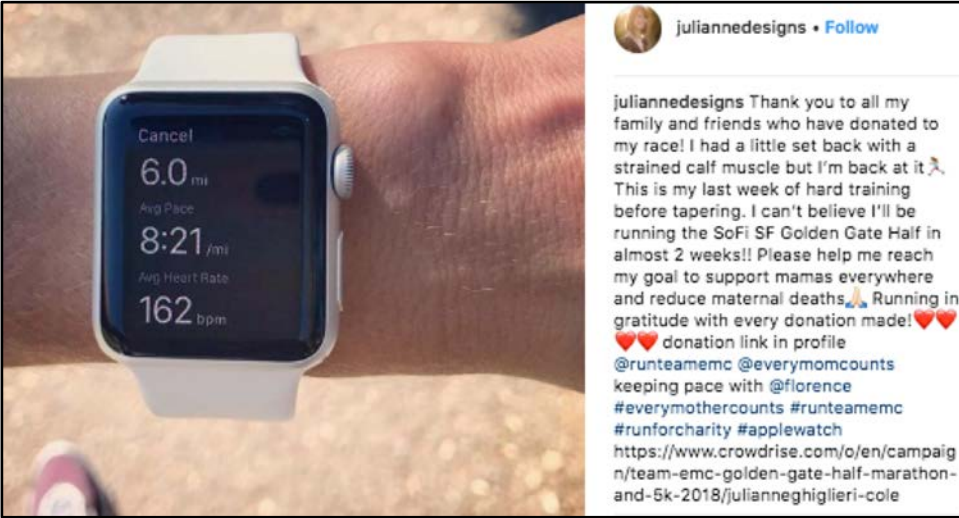 Cancel
6.0 mi
Avg Pace
8:21 /mi
Avg Heart Rate
162 bpm
juliannedesigns • Follow
juliannedesigns Thank you to all my
family and friends who have donated to
my race! I had a little set back with a
strained calf muscle but I'm back at it🏃🏻‍♀️
This is my last week of hard training
before tapering. I can't believe I'll be
running the SoFi SF Golden Gate Half in
almost 2 weeks!! Please help me reach
my goal to support mamas everywhere
and reduce maternal deaths🙏🏻 Running in
gratitude with every donation made!❤️❤️
❤️❤️ donation link in profile
@runteamemc @everymomcounts
keeping pace with @florence
#everymothercounts #runteamemc
#runforcharity #applewatch
https://www.crowdrise.com/o/en/campaig
n/team-emc-golden-gate-half-marathon-
and-5k-2018/julianneghiglieri-cole